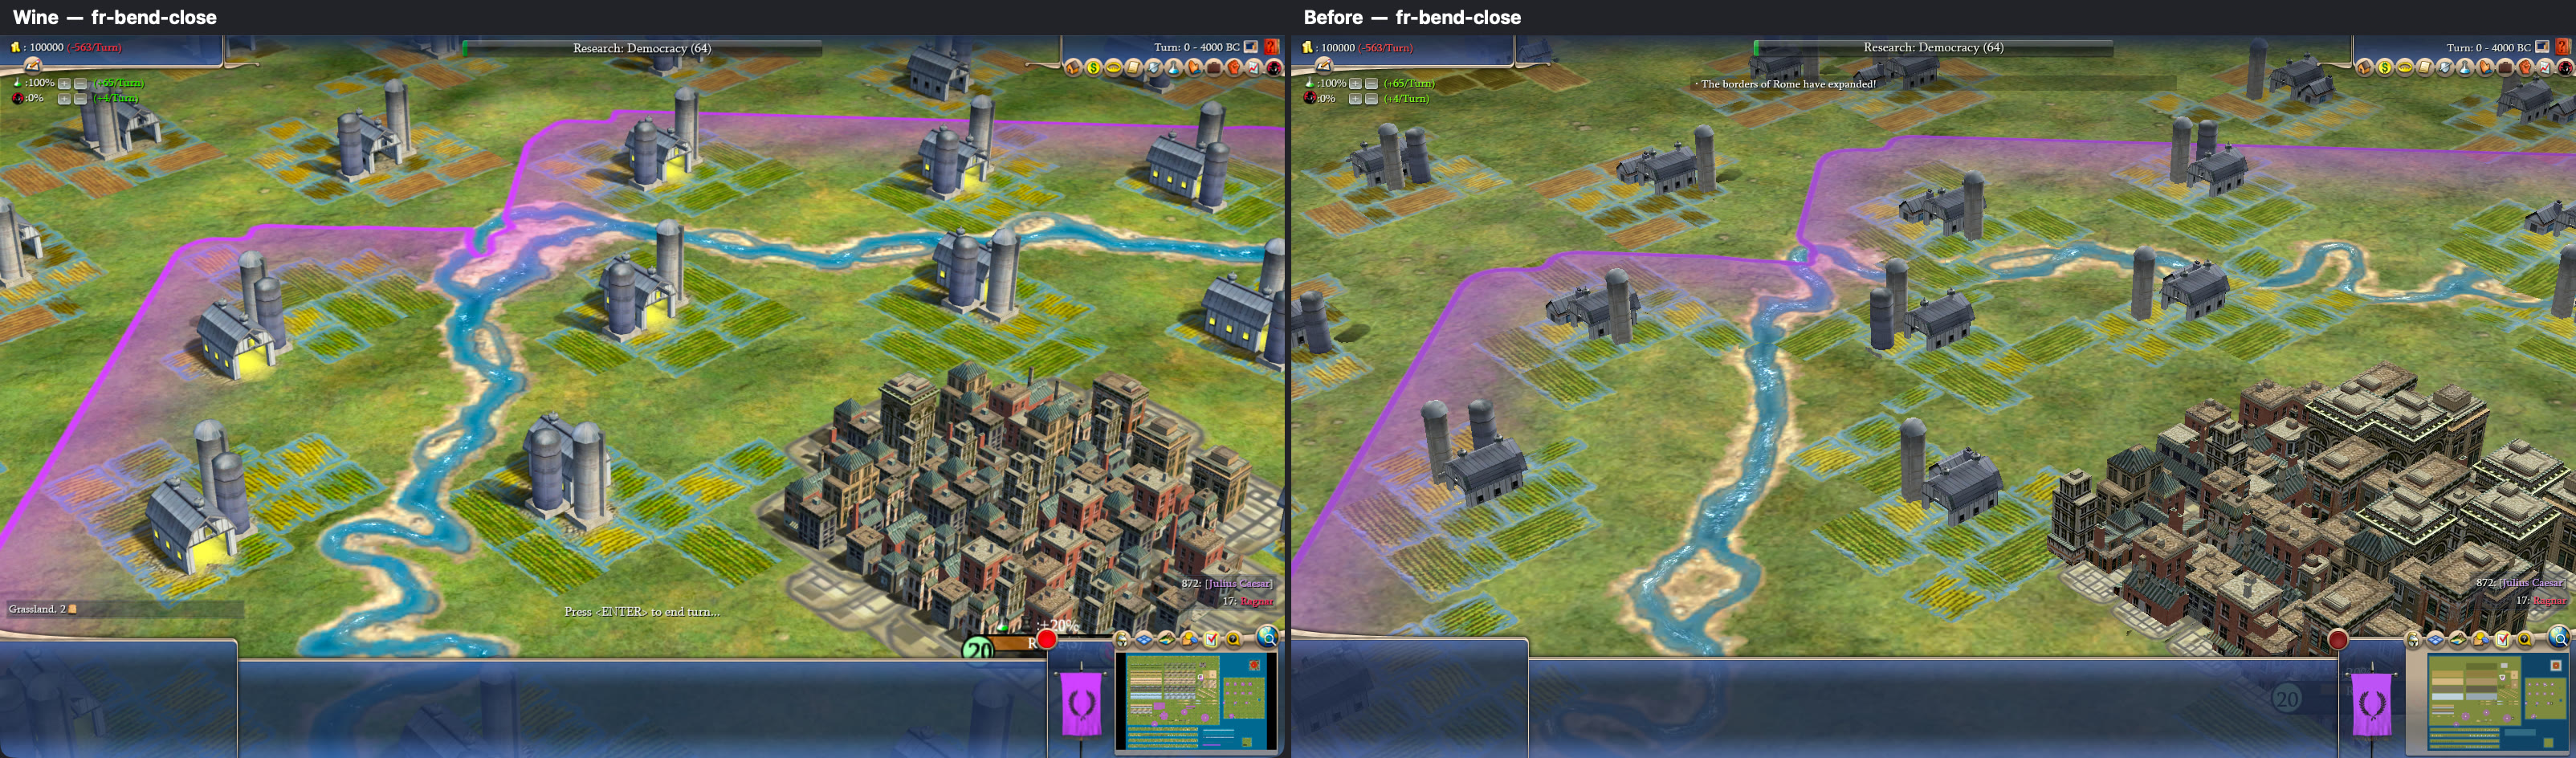 Wine — fr-bend-close
: 100000 (-563/Turn)
Research: Democracy (64)
Turn: 0 - 4000 BC
:100% (+65/Turn)
:0% (+4/Turn)
Grassland, 2
Press <ENTER> to end turn...
872: [Julius Caesar]
17: Ragnar
:+20%
20
Before — fr-bend-close
: 100000 (-563/Turn)
Research: Democracy (64)
Turn: 0 - 4000 BC
:100% (+65/Turn)
· The borders of Rome have expanded!
:0% (+4/Turn)
872: [Julius Caesar]
17: Ragnar
20